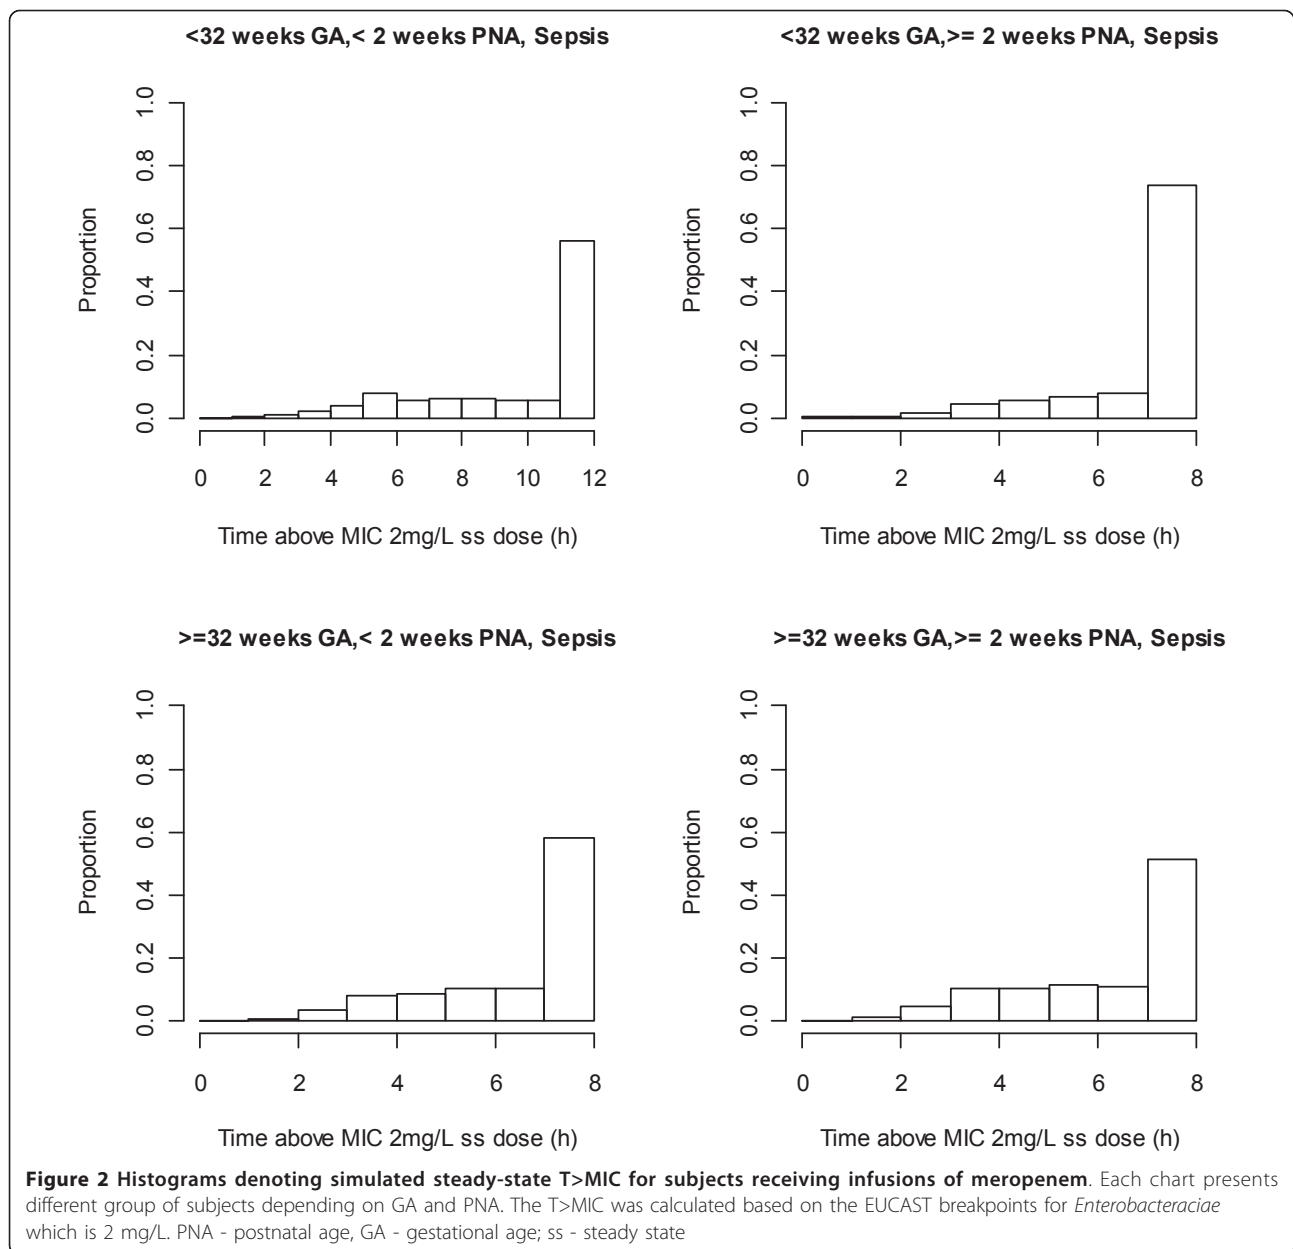 <32 weeks GA,< 2 weeks PNA, Sepsis
1.0
0.8
0.6
0.4
0.2
0.0
Proportion
0 2 4 6 8 10 12
Time above MIC 2mg/L ss dose (h)
<32 weeks GA,>= 2 weeks PNA, Sepsis
1.0
0.8
0.6
0.4
0.2
0.0
Proportion
0 2 4 6 8
Time above MIC 2mg/L ss dose (h)
>=32 weeks GA,< 2 weeks PNA, Sepsis
1.0
0.8
0.6
0.4
0.2
0.0
Proportion
0 2 4 6 8
Time above MIC 2mg/L ss dose (h)
>=32 weeks GA,>= 2 weeks PNA, Sepsis
1.0
0.8
0.6
0.4
0.2
0.0
Proportion
0 2 4 6 8
Time above MIC 2mg/L ss dose (h)
Figure 2 Histograms denoting simulated steady-state T>MIC for subjects receiving infusions of meropenem. Each chart presents
different group of subjects depending on GA and PNA. The T>MIC was calculated based on the EUCAST breakpoints for Enterobacteraciae
which is 2 mg/L. PNA - postnatal age, GA - gestational age; ss - steady state